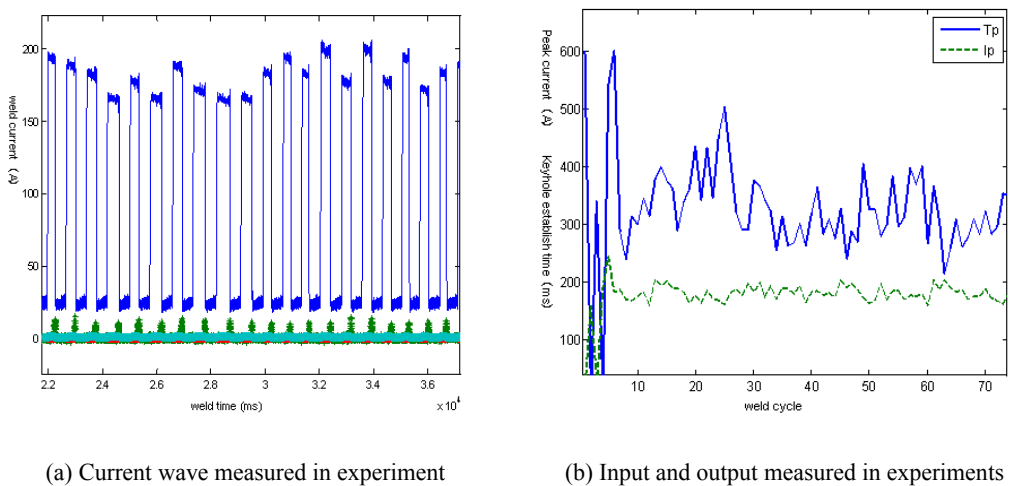 200
150
100
50
0
weld current (A)
2.2 2.4 2.6 2.8 3 3.2 3.4 3.6
weld time (ms)
× 10⁴
(a) Current wave measured in experiment
600
500
400
300
200
100
Peak current (A) Keyhole establish time (ms)
Tp
Ip
10 20 30 40 50 60 70
weld cycle
(b) Input and output measured in experiments